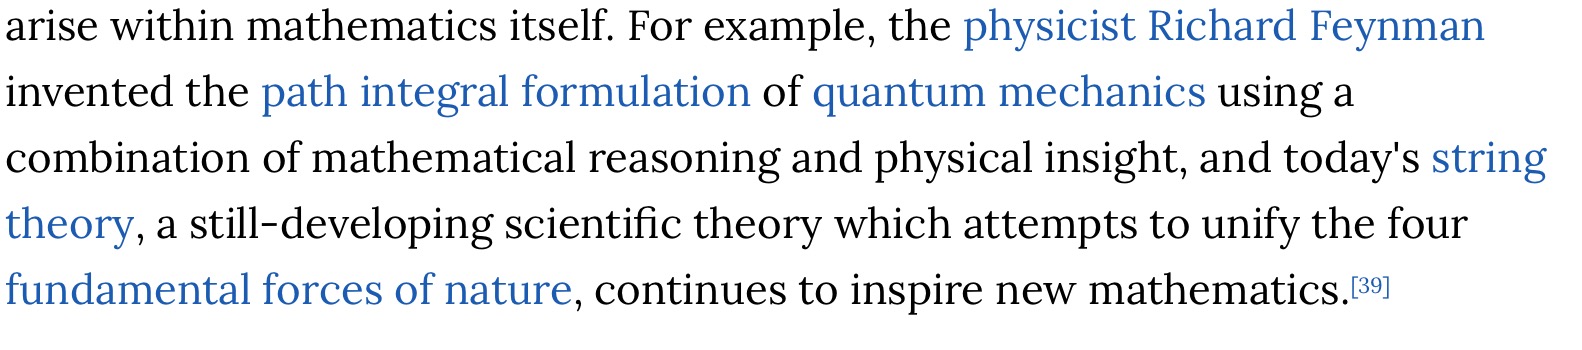 arise within mathematics itself. For example, the physicist Richard Feynman
invented the path integral formulation of quantum mechanics using a
combination of mathematical reasoning and physical insight, and today's string
theory, a still-developing scientific theory which attempts to unify the four
fundamental forces of nature, continues to inspire new mathematics.[39]